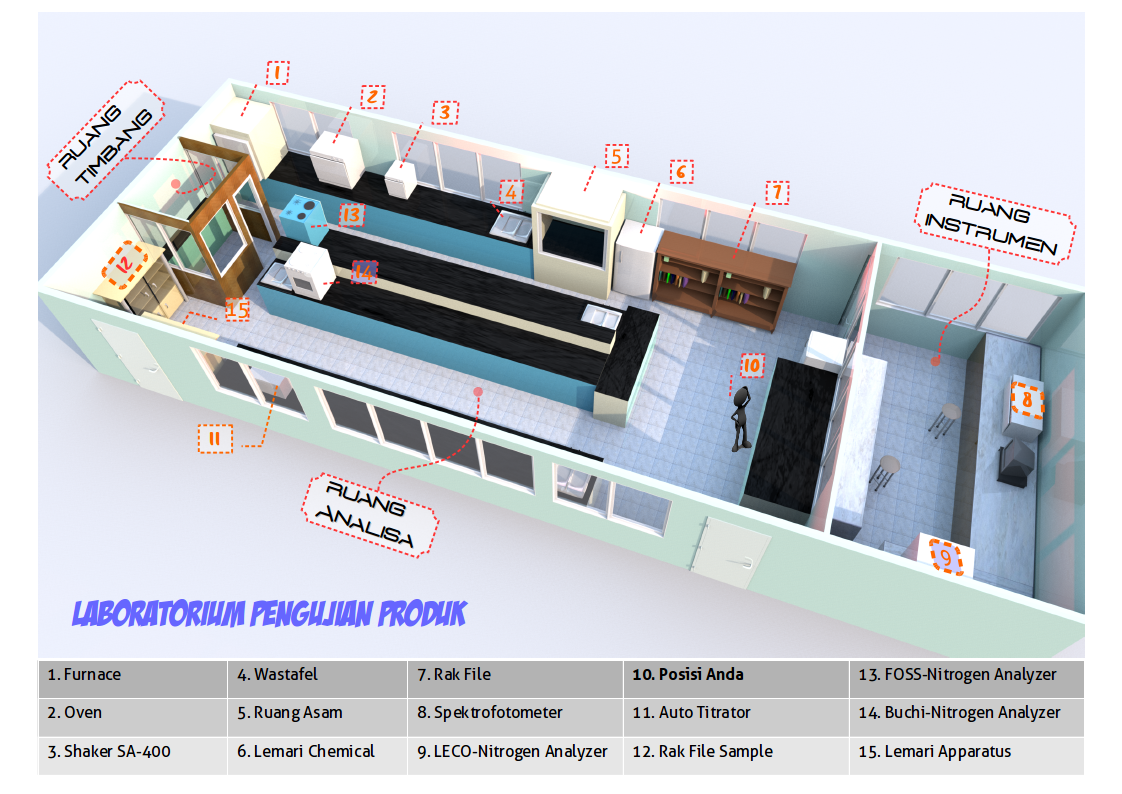 1
2
3
4
5
6
7
RUANG
TIMBANG
RUANG
INSTRUMEN
12
13
14
15
10
8
11
9
RUANG
ANALISA
LABORATORIUM PENGUJIAN PRODUK
1. Furnace
4. Wastafel
7. Rak File
10. Posisi Anda
13. FOSS-Nitrogen Analyzer
2. Oven
5. Ruang Asam
8. Spektrofotometer
11. Auto Titrator
14. Buchi-Nitrogen Analyzer
3. Shaker SA-400
6. Lemari Chemical
9. LECO-Nitrogen Analyzer
12. Rak File Sample
15. Lemari Apparatus